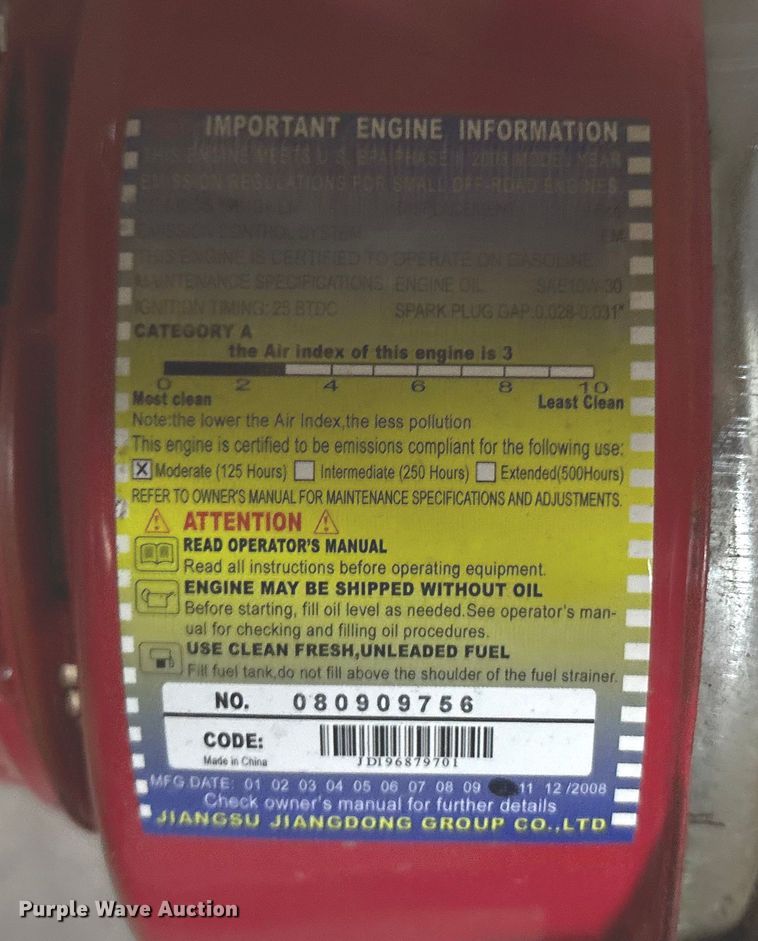 IMPORTANT ENGINE INFORMATION
THIS ENGINE MEETS U.S. EPA PHASE 2008 MODEL YEAR
EMISSION REGULATIONS FOR SMALL OFF-ROAD ENGINES.
DISPLACEMENT
EMISSION CONTROL SYSTEM EM
THIS ENGINE IS CERTIFIED TO OPERATE ON GASOLINE
MAINTENANCE SPECIFICATIONS ENGINE OIL SAE10W-30
IGNITION TIMING: 25 BTDC SPARK PLUG GAP:0.028-0.031"
CATEGORY A
the Air index of this engine is 3
0 2 4 6 8 10
Most clean Least Clean
Note:the lower the Air Index,the less pollution
This engine is certified to be emissions compliant for the following use:
X Moderate (125 Hours) Intermediate (250 Hours) Extended(500Hours)
REFER TO OWNER'S MANUAL FOR MAINTENANCE SPECIFICATIONS AND ADJUSTMENTS.
ATTENTION
READ OPERATOR'S MANUAL
Read all instructions before operating equipment.
ENGINE MAY BE SHIPPED WITHOUT OIL
Before starting, fill oil level as needed.See operator's man-
ual for checking and filling oil procedures.
USE CLEAN FRESH,UNLEADED FUEL
Fill fuel tank,do not fill above the shoulder of the fuel strainer.
NO. 080909756
CODE:
Made in China JD196879701
MFG DATE: 01 02 03 04 05 06 07 08 09 11 12 /2008
Check owner's manual for further details
JIANGSU JIANGDONG GROUP CO.,LTD
Purple Wave Auction